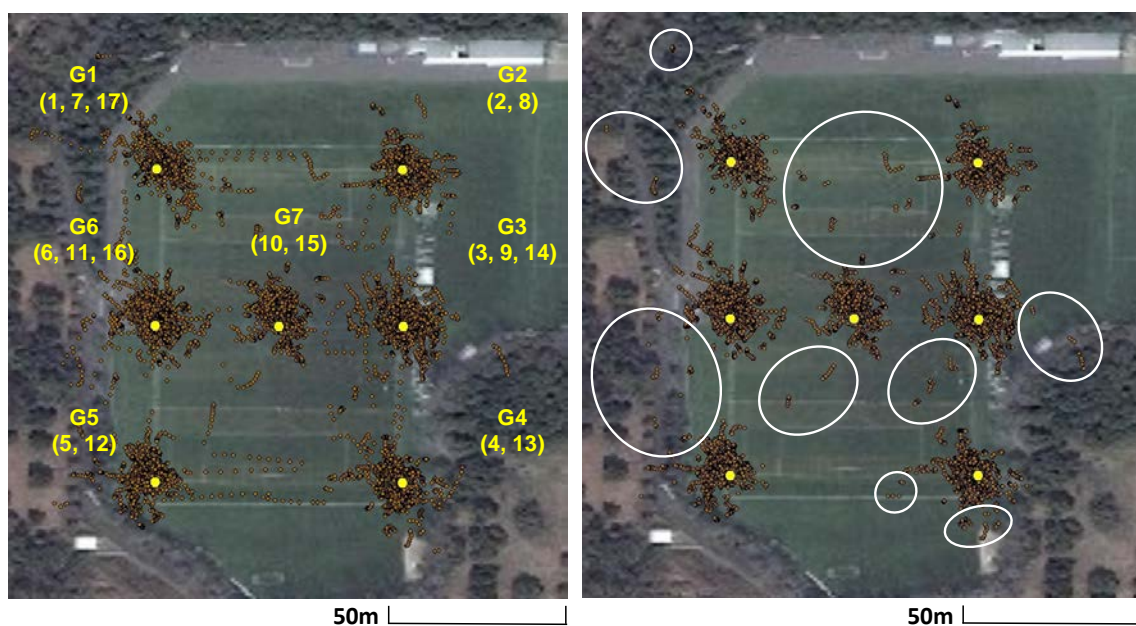 G1
(1, 7, 17)
G2
(2, 8)
G6
(6, 11, 16)
G7
(10, 15)
G3
(3, 9, 14)
G5
(5, 12)
G4
(4, 13)
50m
50m